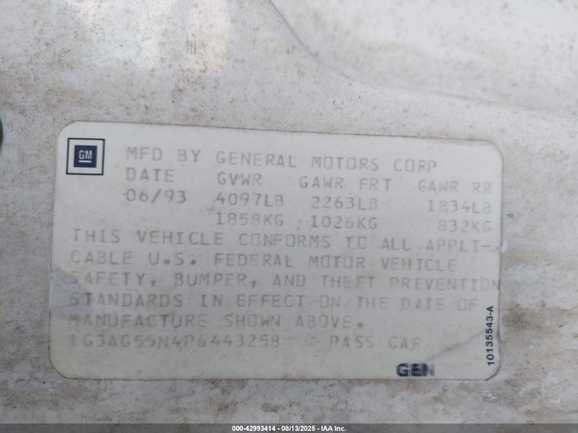 GM
MFD BY GENERAL MOTORS CORP
DATE GVWR GAWR FRT GAWR RR
06/93 4097LB 2263LB 1834LB
1858KG 1026KG 832KG
THIS VEHICLE CONFORMS TO ALL APPLI-
CABLE U.S. FEDERAL MOTOR VEHICLE
SAFETY, BUMPER, AND THEFT PREVENTION
STANDARDS IN EFFECT ON THE DATE OF
MANUFACTURE SHOWN ABOVE.
1G3AG55N4P6443258 PASS CAR
GEN
10135543-A
000-42993414 - 08/13/2025 - IAA Inc.